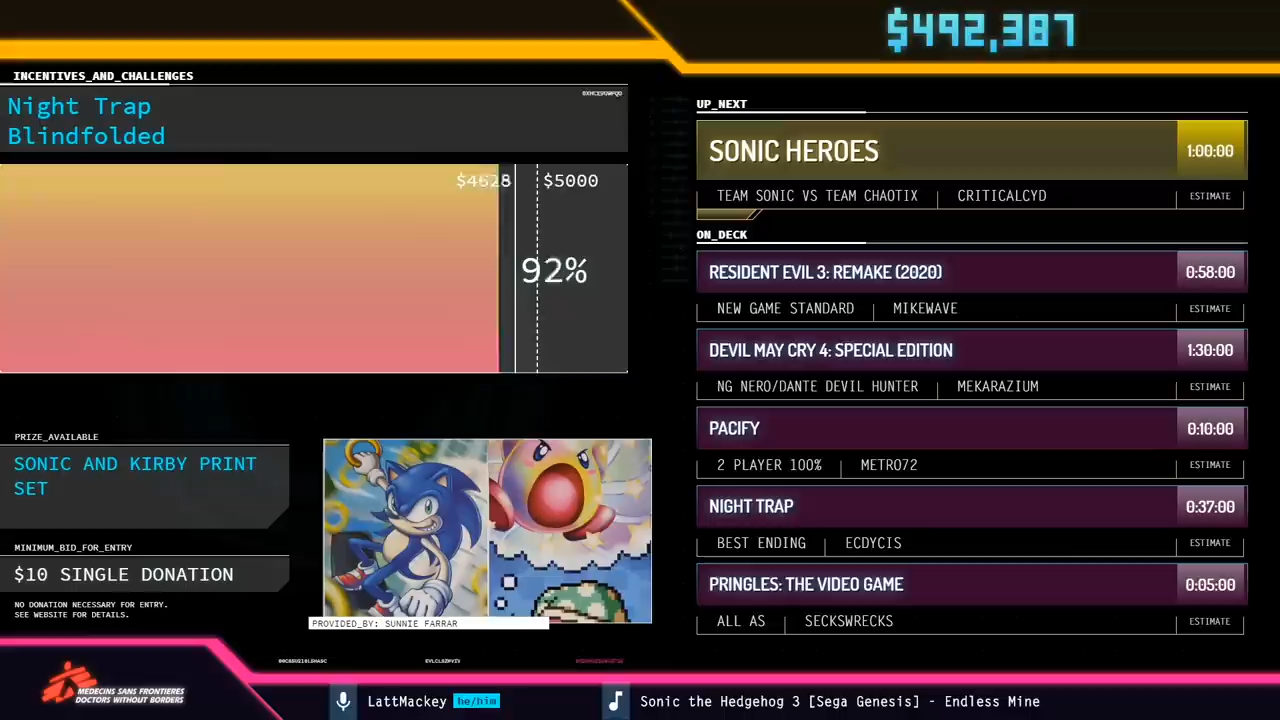 $492,387
INCENTIVES_AND_CHALLENGES
Night Trap
Blindfolded
$4628
$5000
92%
PRIZE_AVAILABLE
SONIC AND KIRBY PRINT
SET
MINIMUM_BID_FOR_ENTRY
$10 SINGLE DONATION
NO DONATION NECESSARY FOR ENTRY.
SEE WEBSITE FOR DETAILS.
PROVIDED_BY: SUNNIE FARRAR
UP_NEXT
SONIC HEROES 1:00:00
TEAM SONIC VS TEAM CHAOTIX CRITICALCYD ESTIMATE
ON_DECK
RESIDENT EVIL 3: REMAKE (2020) 0:58:00
NEW GAME STANDARD MIKEWAVE ESTIMATE
DEVIL MAY CRY 4: SPECIAL EDITION 1:30:00
NG NERO/DANTE DEVIL HUNTER MEKARAZIUM ESTIMATE
PACIFY 0:10:00
2 PLAYER 100% METRO72 ESTIMATE
NIGHT TRAP 0:37:00
BEST ENDING ECDYCIS ESTIMATE
PRINGLES: THE VIDEO GAME 0:05:00
ALL AS SECKSWRECKS ESTIMATE
MEDECINS SANS FRONTIERES
DOCTORS WITHOUT BORDERS
LattMackey he/him
Sonic the Hedgehog 3 [Sega Genesis] - Endless Mine